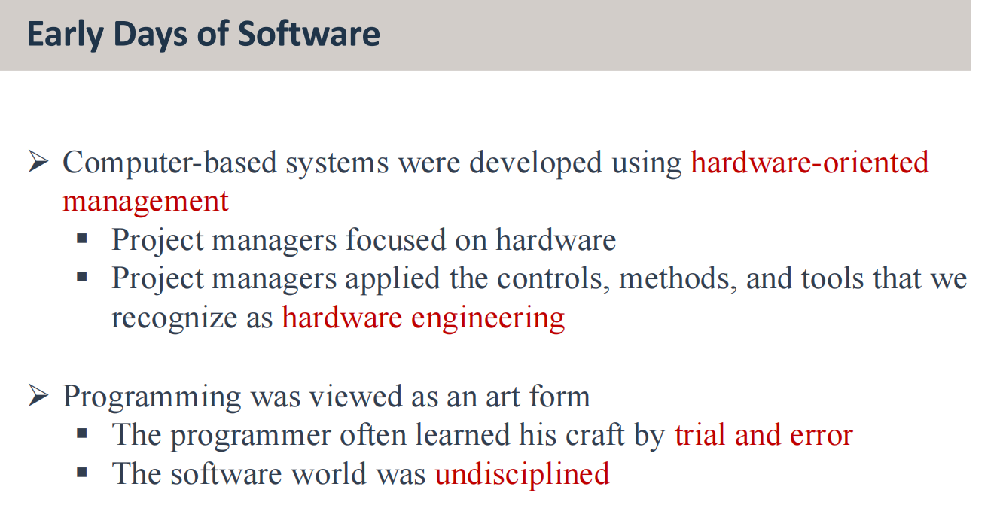 Early Days of Software
➢ Computer-based systems were developed using hardware-oriented
management
▪ Project managers focused on hardware
▪ Project managers applied the controls, methods, and tools that we
recognize as hardware engineering
➢ Programming was viewed as an art form
▪ The programmer often learned his craft by trial and error
▪ The software world was undisciplined